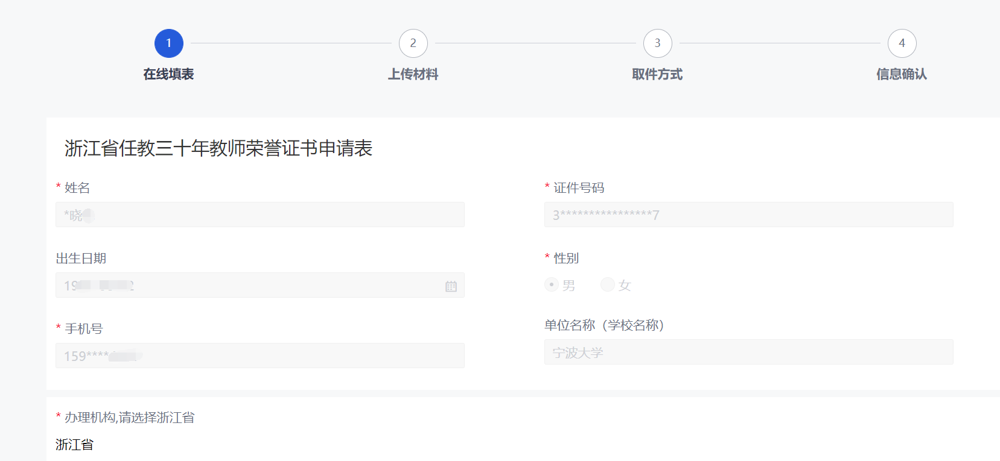 1
2
3
4
在线填表
上传材料
取件方式
信息确认
浙江省任教三十年教师荣誉证书申请表
* 姓名
* 证件号码
*晓
3****************7
出生日期
* 性别
19
男
女
* 手机号
单位名称（学校名称）
159****
宁波大学
* 办理机构,请选择浙江省
浙江省